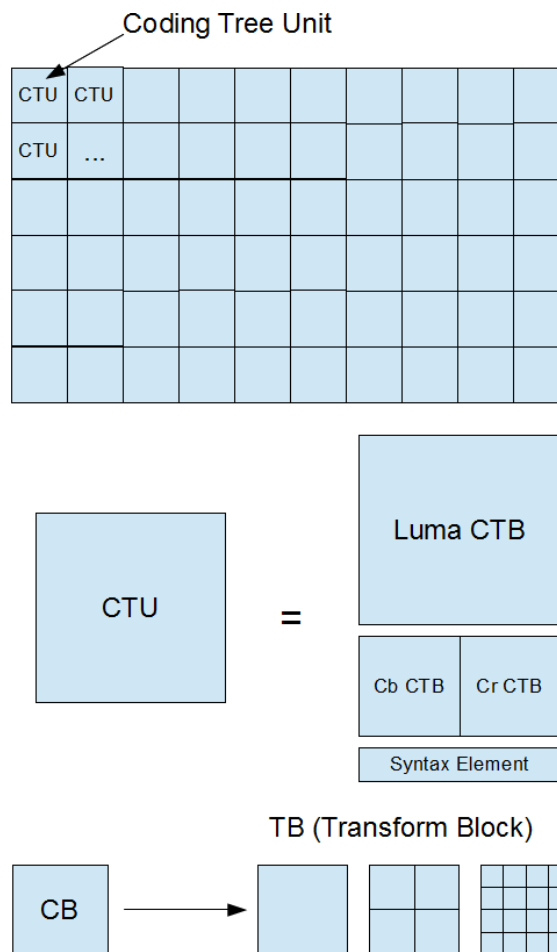 Coding Tree Unit
CTU CTU
CTU ...
Luma CTB
CTU =
Cb CTB Cr CTB
Syntax Element
TB (Transform Block)
CB